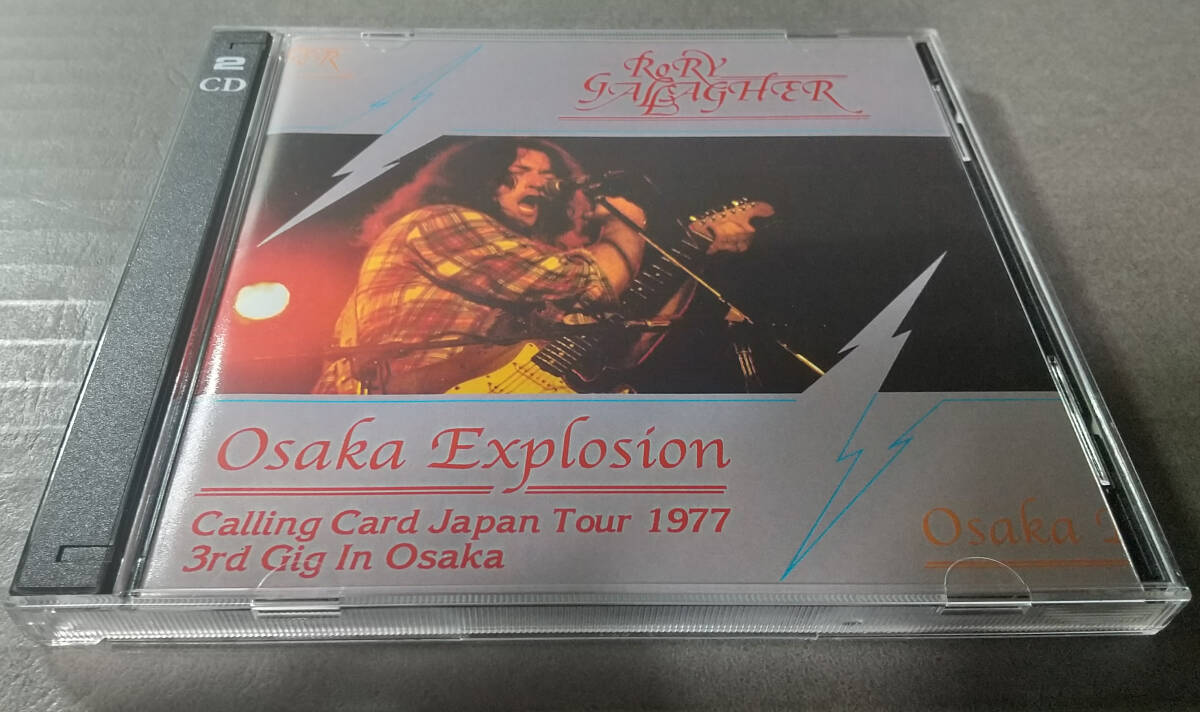 2
CD
RORY
GALLAGHER
Osaka Explosion
Calling Card Japan Tour 1977
3rd Gig In Osaka
Osaka